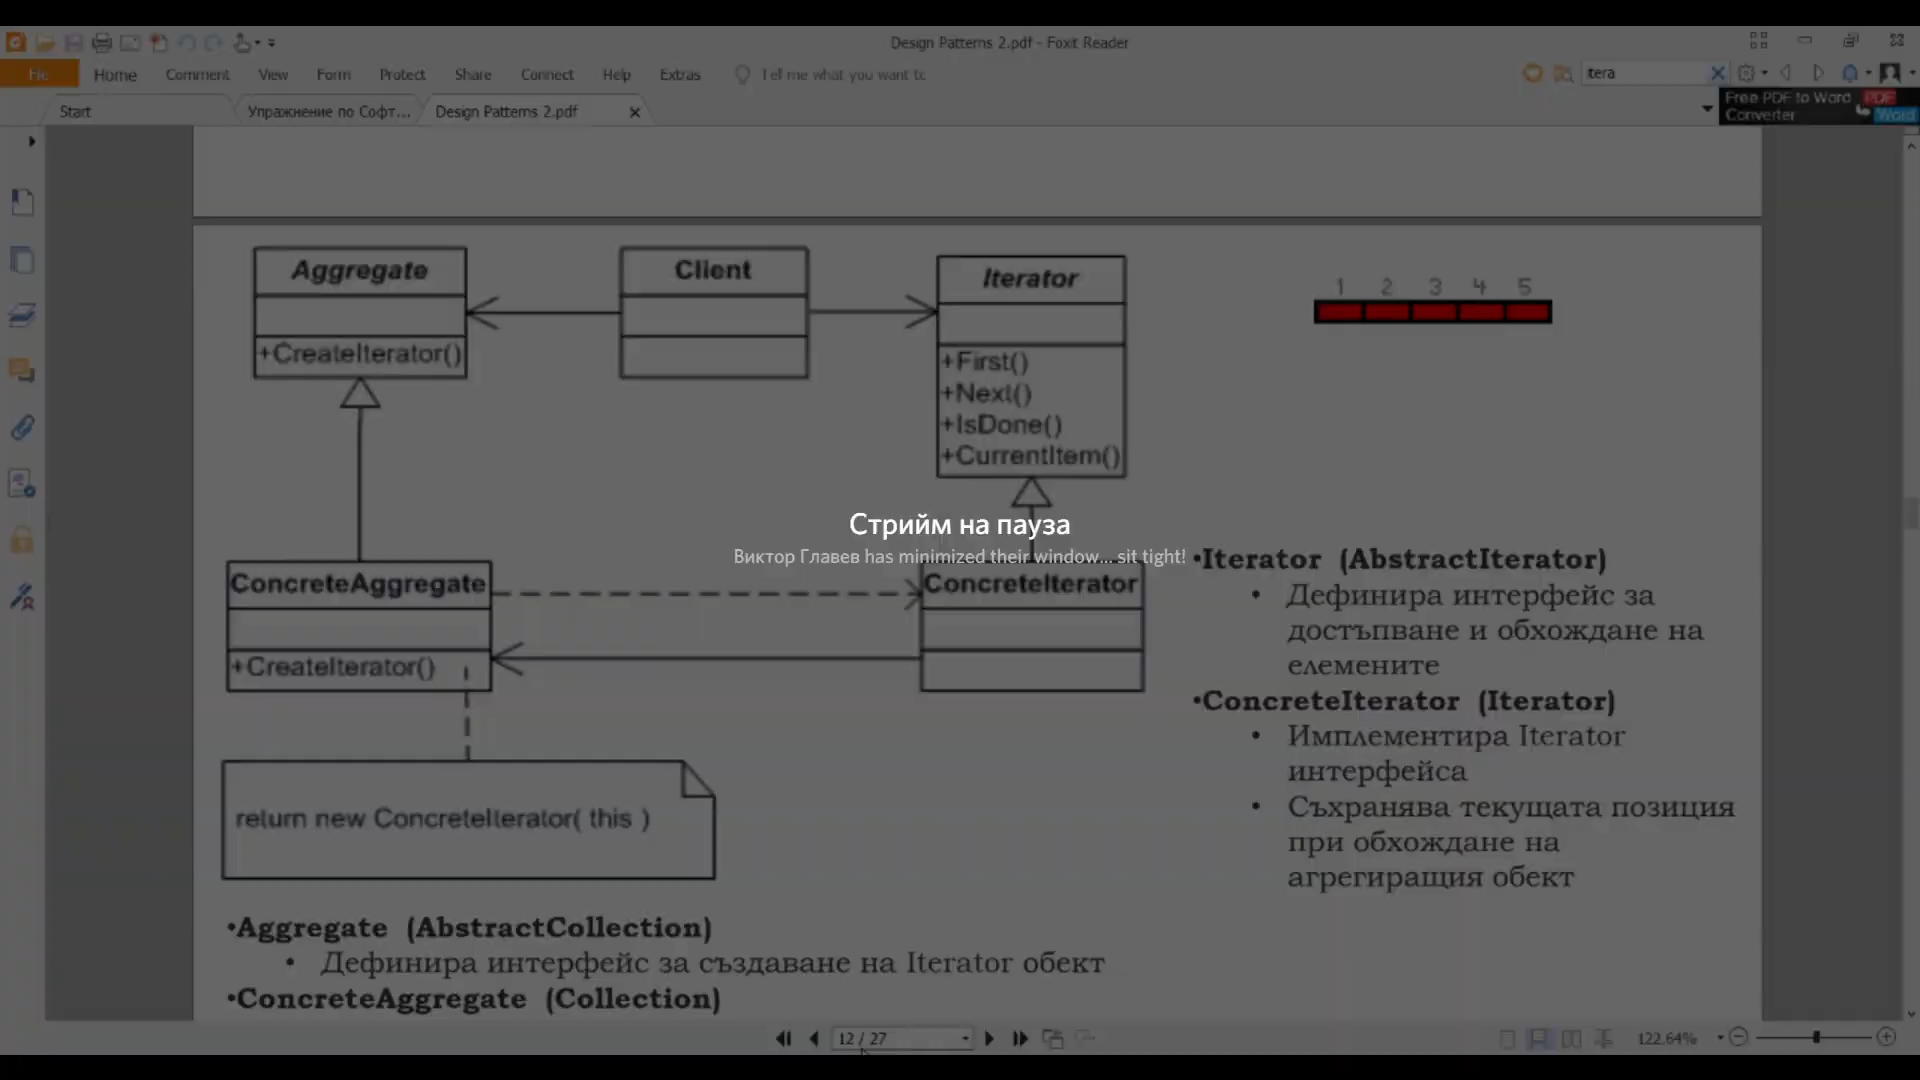 Design Patterns 2.pdf - Foxit Reader
File
Home
Comment
View
Form
Protect
Share
Connect
Help
Extras
Tell me what you want tc
tera
Start
Упражнение по Софт...
Design Patterns 2.pdf
Free PDF to Word
Converter
PDF
Word
Aggregate
+CreateIterator()
Client
Iterator
+First()
+Next()
+IsDone()
+CurrentItem()
1 2 3 4 5
Стрийм на пауза
Виктор Главев has minimized their window... sit tight!
ConcreteAggregate
+CreateIterator()
ConcreteIterator
return new ConcreteIterator( this )
•Iterator (AbstractIterator)
• Дефинира интерфейс за
достъпване и обхождане на
елемените
•ConcreteIterator (Iterator)
• Имплементира Iterator
интерфейса
• Съхранява текущата позиция
при обхождане на
агрегиращия обект
•Aggregate (AbstractCollection)
• Дефинира интерфейс за създаване на Iterator обект
•ConcreteAggregate (Collection)
12 / 27
122.64%